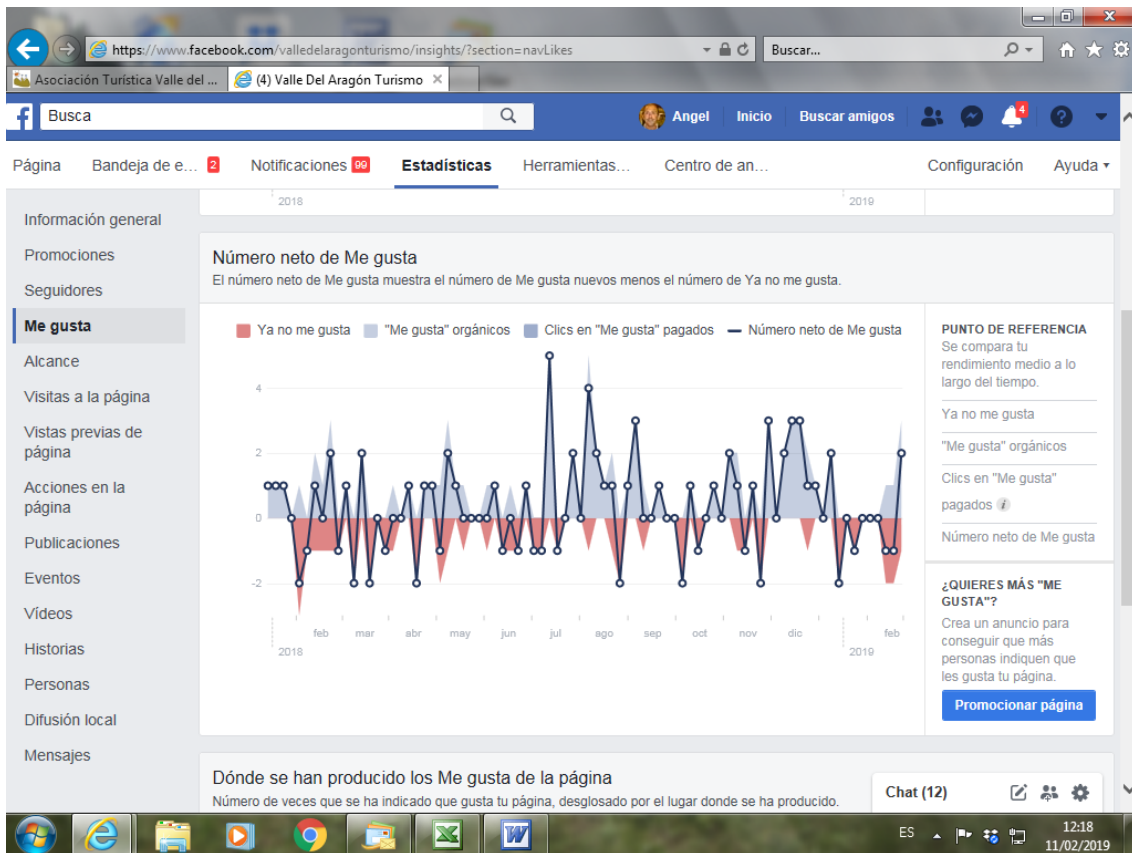 https://www.facebook.com/valledelaragonturismo/insights/?section=navLikes
Buscar...
Asociación Turística Valle del ...
(4) Valle Del Aragón Turismo
Busca
Angel
Inicio
Buscar amigos
4
Página
Bandeja de e... 2
Notificaciones 99
Estadísticas
Herramientas...
Centro de an...
Configuración
Ayuda
Información general
Promociones
Seguidores
Me gusta
Alcance
Visitas a la página
Vistas previas de
página
Acciones en la
página
Publicaciones
Eventos
Vídeos
Historias
Personas
Difusión local
Mensajes
2018
2019
Número neto de Me gusta
El número neto de Me gusta muestra el número de Me gusta nuevos menos el número de Ya no me gusta.
Ya no me gusta
"Me gusta" orgánicos
Clics en "Me gusta" pagados
Número neto de Me gusta
4
2
0
-2
feb
mar
abr
may
jun
jul
ago
sep
oct
nov
dic
feb
2018
2019
PUNTO DE REFERENCIA
Se compara tu
rendimiento medio a lo
largo del tiempo.
Ya no me gusta
"Me gusta" orgánicos
Clics en "Me gusta"
pagados i
Número neto de Me gusta
¿QUIERES MÁS "ME
GUSTA"?
Crea un anuncio para
conseguir que más
personas indiquen que
les gusta tu página.
Promocionar página
Dónde se han producido los Me gusta de la página
Número de veces que se ha indicado que gusta tu página, desglosado por el lugar donde se ha producido.
Chat (12)
ES
12:18
11/02/2019